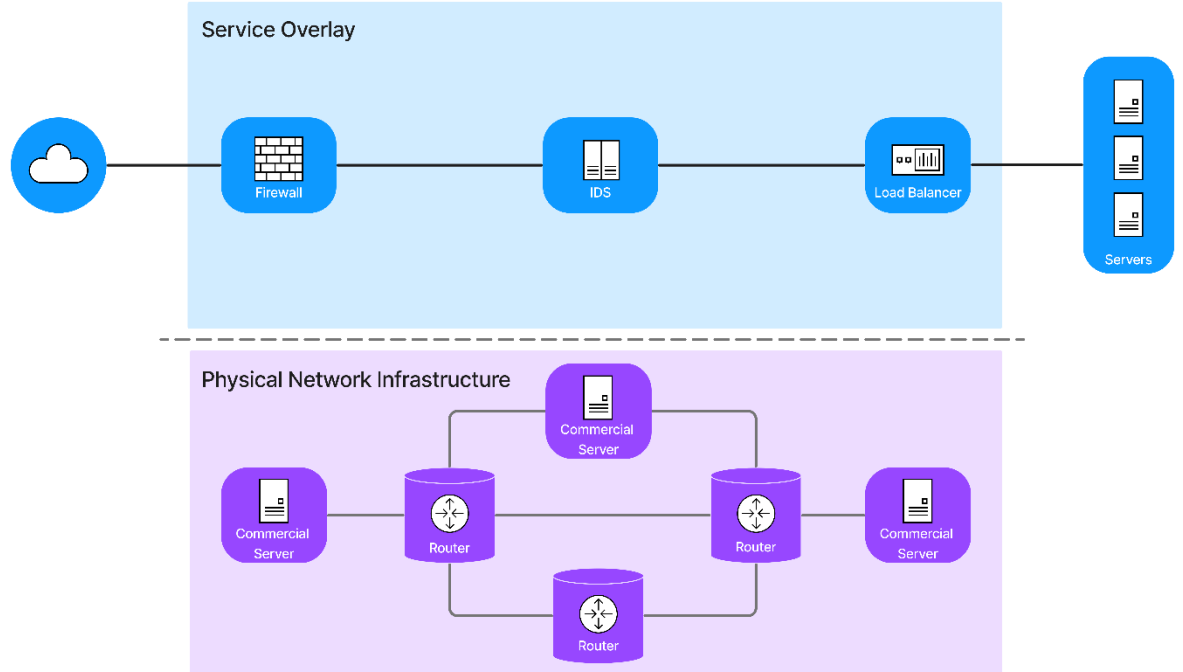 Service Overlay
Firewall
IDS
Load Balancer
Servers
Physical Network Infrastructure
Commercial
Server
Commercial
Server
Router
Router
Commercial
Server
Router